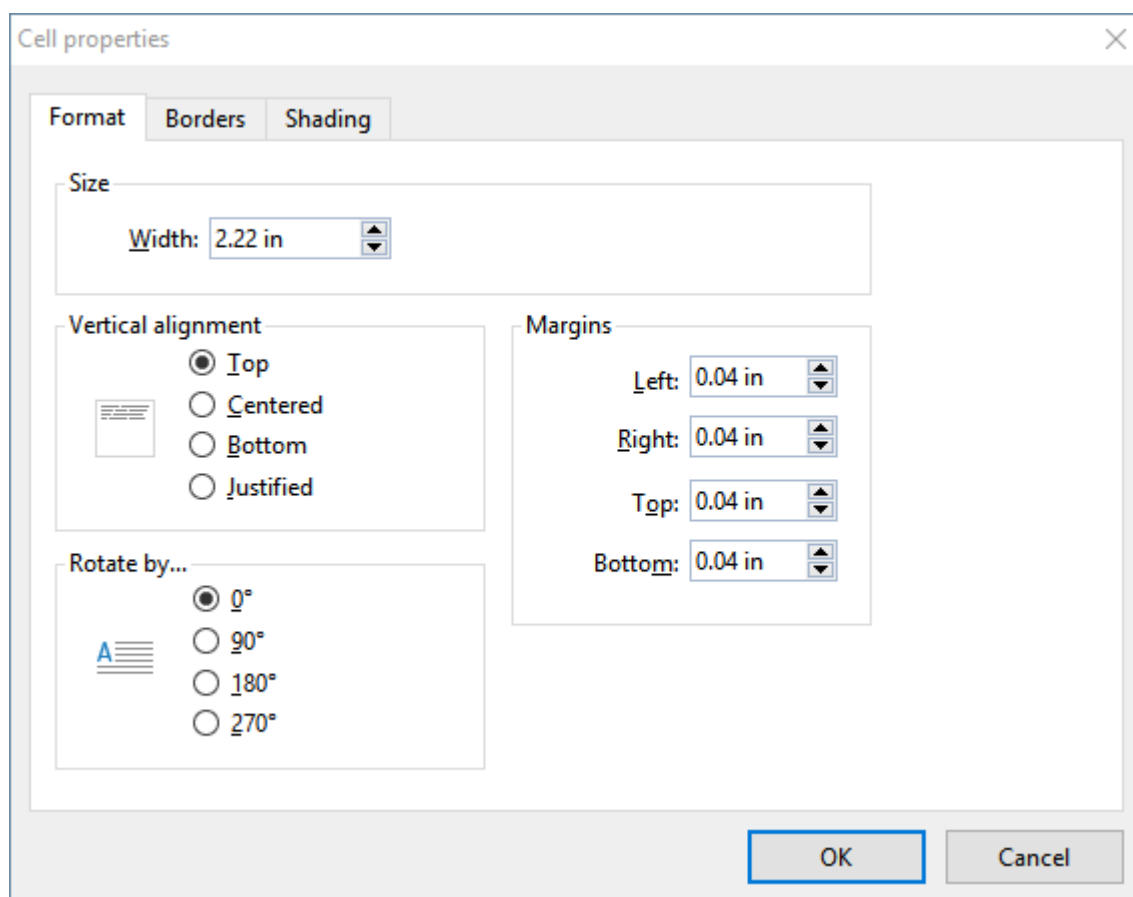 Cell properties
Format Borders Shading
Size
Width: 2.22 in
Vertical alignment
Top
Centered
Bottom
Justified
Margins
Left: 0.04 in
Right: 0.04 in
Top: 0.04 in
Bottom: 0.04 in
Rotate by...
A
0°
90°
180°
270°
OK Cancel